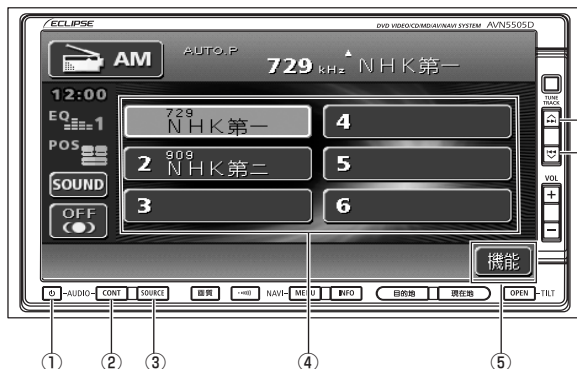 ECLIPSE
DVD VIDEO/CD/MD/AV/NAVI SYSTEM AVN5505D
AM
AUTO.P
729 kHz NHK第一
12:00
EQ 1
POS
SOUND
OFF
729
NHK第一
4
2 909
NHK第二
5
3
6
機能
TUNE
TRACK
VOL
+
−
AUDIO
CONT
SOURCE
画質
NAVI
MENU
INFO
目的地
現在地
OPEN
TILT
①
②
③
④
⑤